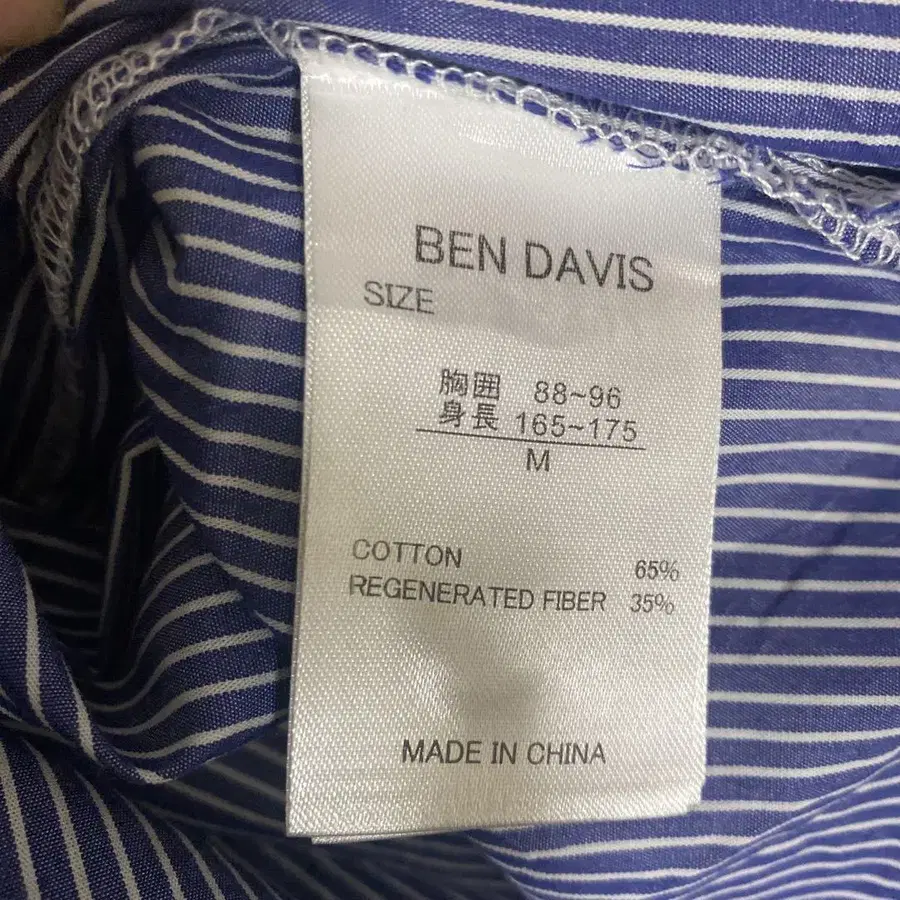 BEN DAVIS
SIZE
胸囲 88~96
身長 165~175
M
COTTON 65%
REGENERATED FIBER 35%
MADE IN CHINA